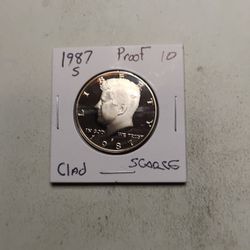 1987 Proof 10
S
LIBERTY
IN GOD WE TRUST
1987
Clad SCARSE